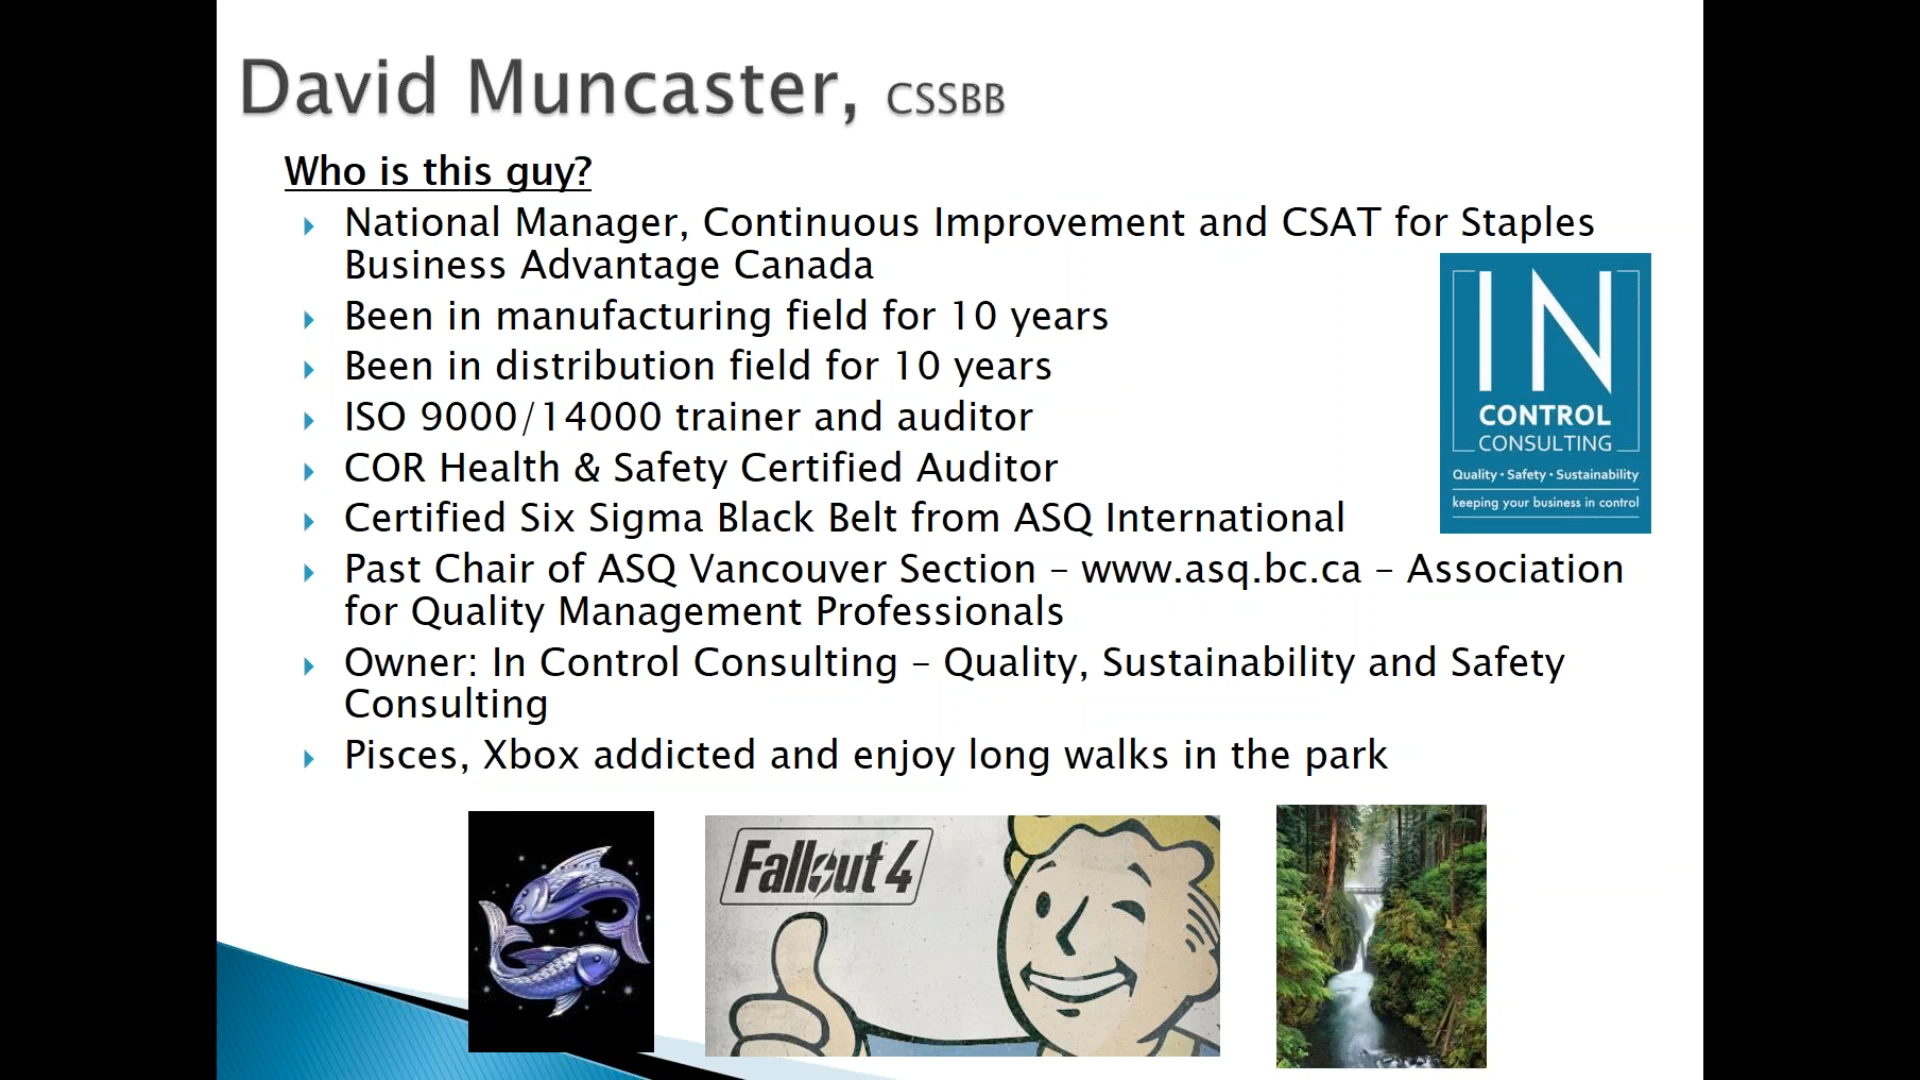 David Muncaster, CSSBB
Who is this guy?
National Manager, Continuous Improvement and CSAT for Staples
Business Advantage Canada
Been in manufacturing field for 10 years
Been in distribution field for 10 years
ISO 9000/14000 trainer and auditor
COR Health & Safety Certified Auditor
Certified Six Sigma Black Belt from ASQ International
Past Chair of ASQ Vancouver Section – www.asq.bc.ca – Association
for Quality Management Professionals
Owner: In Control Consulting – Quality, Sustainability and Safety
Consulting
Pisces, Xbox addicted and enjoy long walks in the park
IN
CONTROL
CONSULTING
Quality • Safety • Sustainability
keeping your business in control
Fallout 4